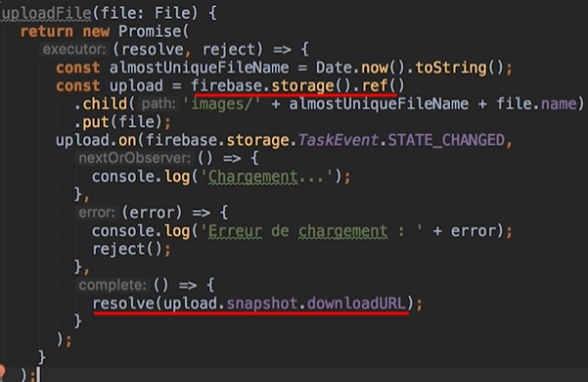 uploadFile(file: File) {
return new Promise(
executor: (resolve, reject) => {
const almostUniqueFileName = Date.now().toString();
const upload = firebase.storage().ref()
.child( path: 'images/' + almostUniqueFileName + file.name)
.put(file);
upload.on(firebase.storage.TaskEvent.STATE_CHANGED,
nextOrObserver: () => {
console.log('Chargement...');
},
error: (error) => {
console.log('Erreur de chargement : ' + error);
reject();
},
complete: () => {
resolve(upload.snapshot.downloadURL);
}
);
}
);